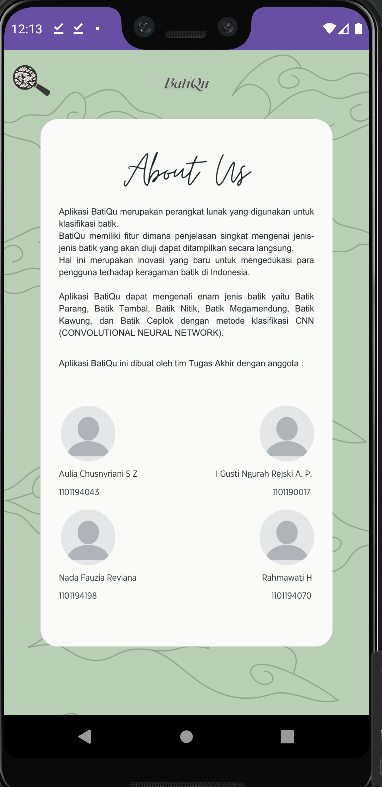 12:13
BatiQu
About Us
Aplikasi BatiQu merupakan perangkat lunak yang digunakan untuk
klasifikasi batik.
BatiQu memiliki fitur dimana penjelasan singkat mengenai jenis-
jenis batik yang akan diuji dapat ditampilkan secara langsung.
Hal ini merupakan inovasi yang baru untuk mengedukasi para
pengguna terhadap keragaman batik di Indonesia.
Aplikasi BatiQu dapat mengenali enam jenis batik yaitu Batik
Parang, Batik Tambal, Batik Nitik, Batik Megamendung, Batik
Kawung, dan Batik Ceplok dengan metode klasifikasi CNN
(CONVOLUTIONAL NEURAL NETWORK).
Aplikasi BatiQu ini dibuat oleh tim Tugas Akhir dengan anggota :
Aulia Chusnyriani S Z
I Gusti Ngurah Rejski A. P.
1101194043
1101190017
Nada Fauzia Reviana
Rahmawati H
1101194198
1101194070